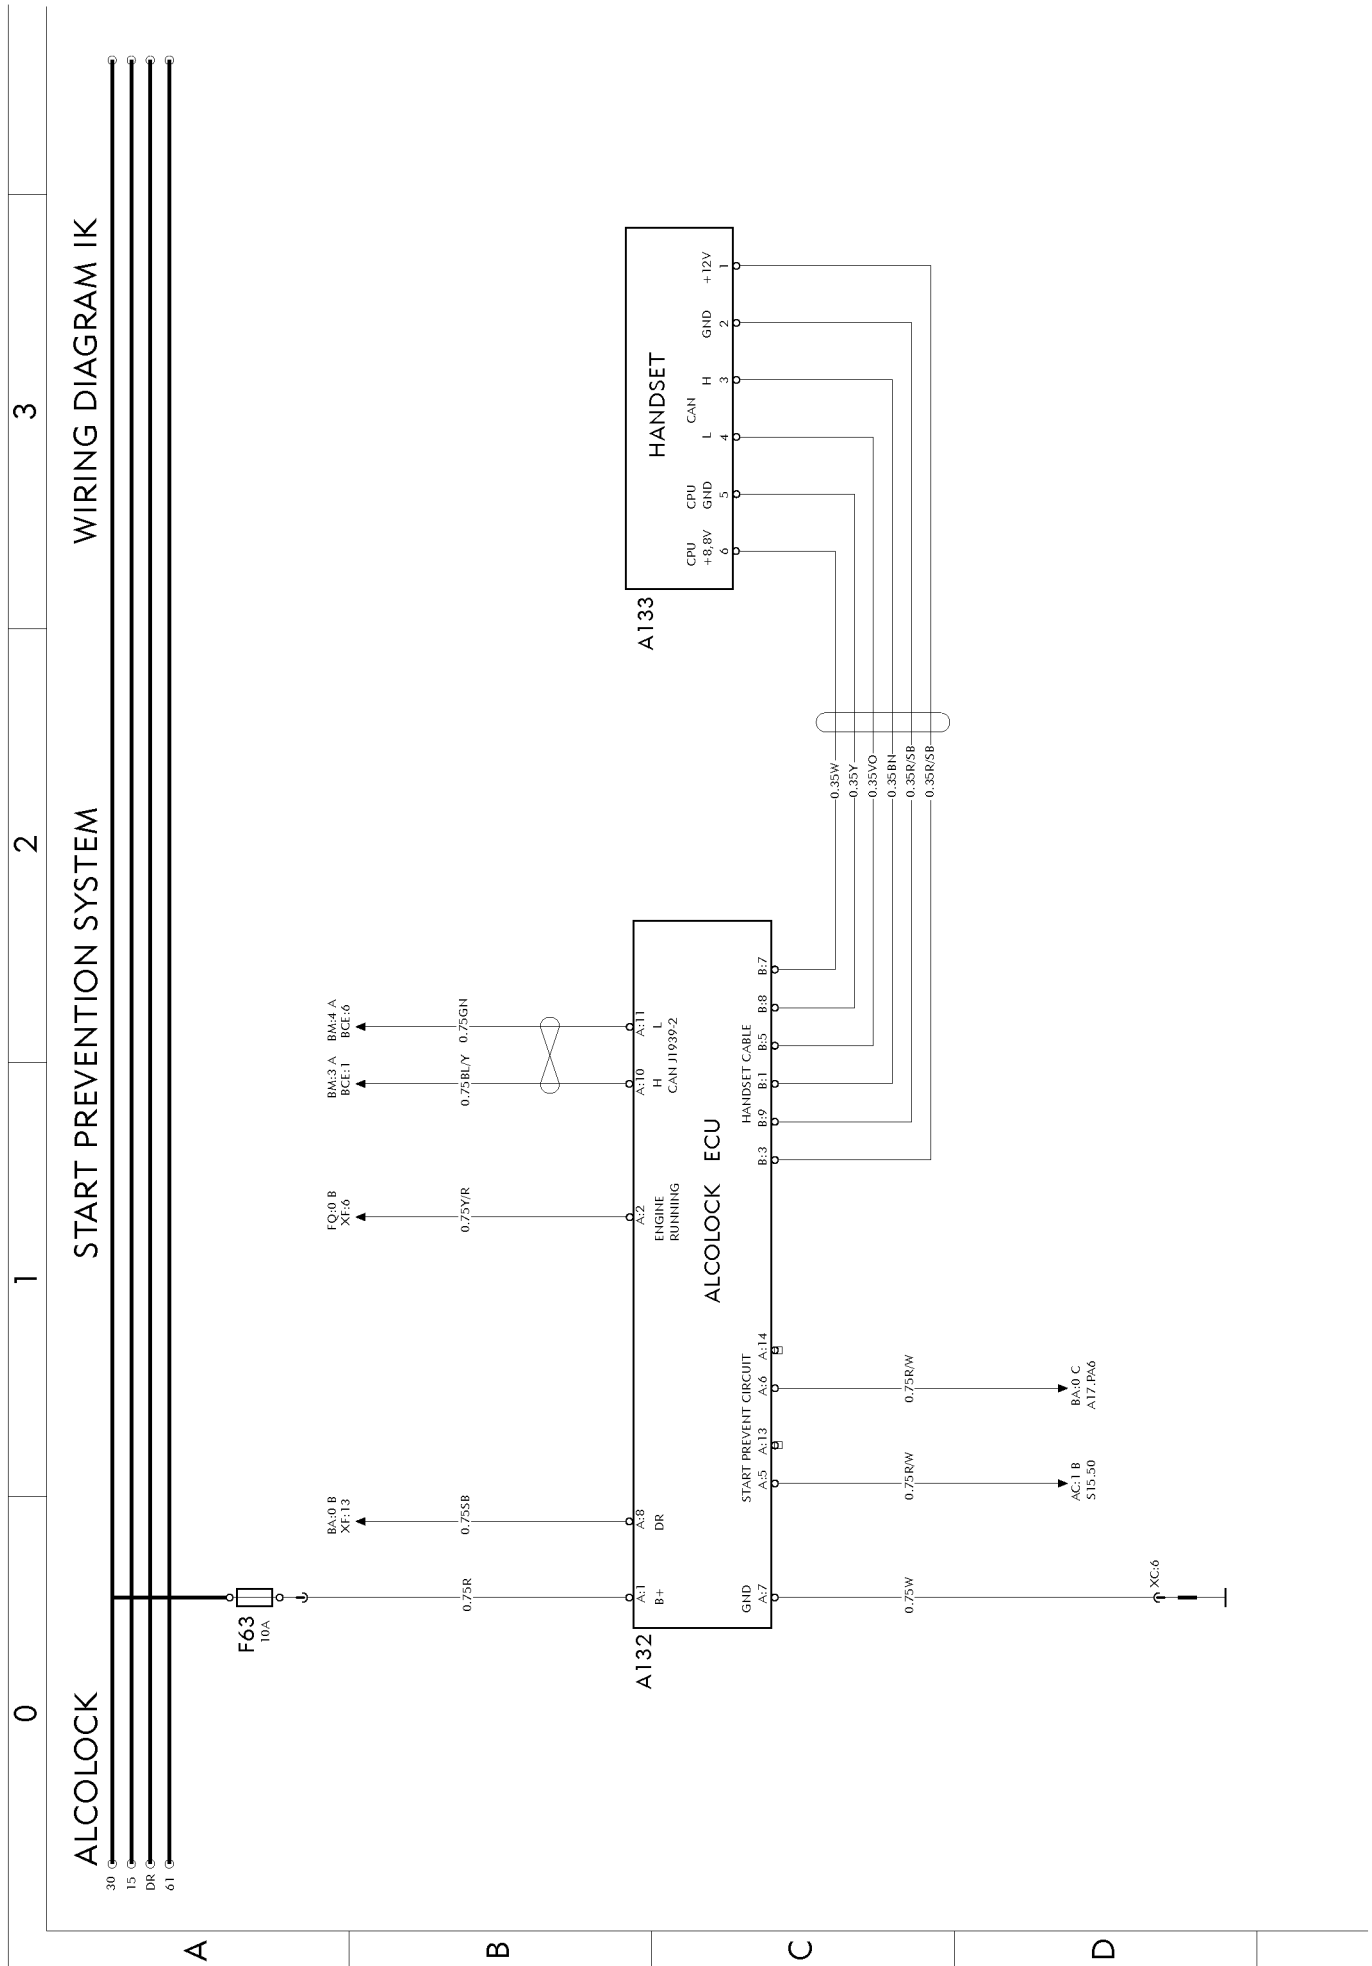 0
1
2
3
ALCOLOCK
START PREVENTION SYSTEM
WIRING DIAGRAM IK
30
15
DR
61
A
B
C
D
F63
10A
BA:0 B
XF:13
FQ:0 B
XF:6
BM:3 A
BCE:1
BM:4 A
BCE:6
0.75R
0.75SB
0.75Y/R
0.75BL/Y
0.75GN
A132
A:1
B+
A:8
DR
A:2
ENGINE
RUNNING
A:10
H
A:11
L
CAN J1939-2
ALCOLOCK ECU
GND
A:7
START PREVENT CIRCUIT
A:5
A:13
A:6
A:14
HANDSET CABLE
B:3
B:9
B:1
B:5
B:8
B:7
A133
HANDSET
CPU
+8,8V
6
CPU
GND
5
CAN
L
4
H
3
GND
2
+12V
1
0.35W
0.35Y
0.35VO
0.35BN
0.35R/SB
0.35R/SB
0.75W
0.75R/W
0.75R/W
XC:6
AC:1 B
S15.50
BA:0 C
A17.PA6